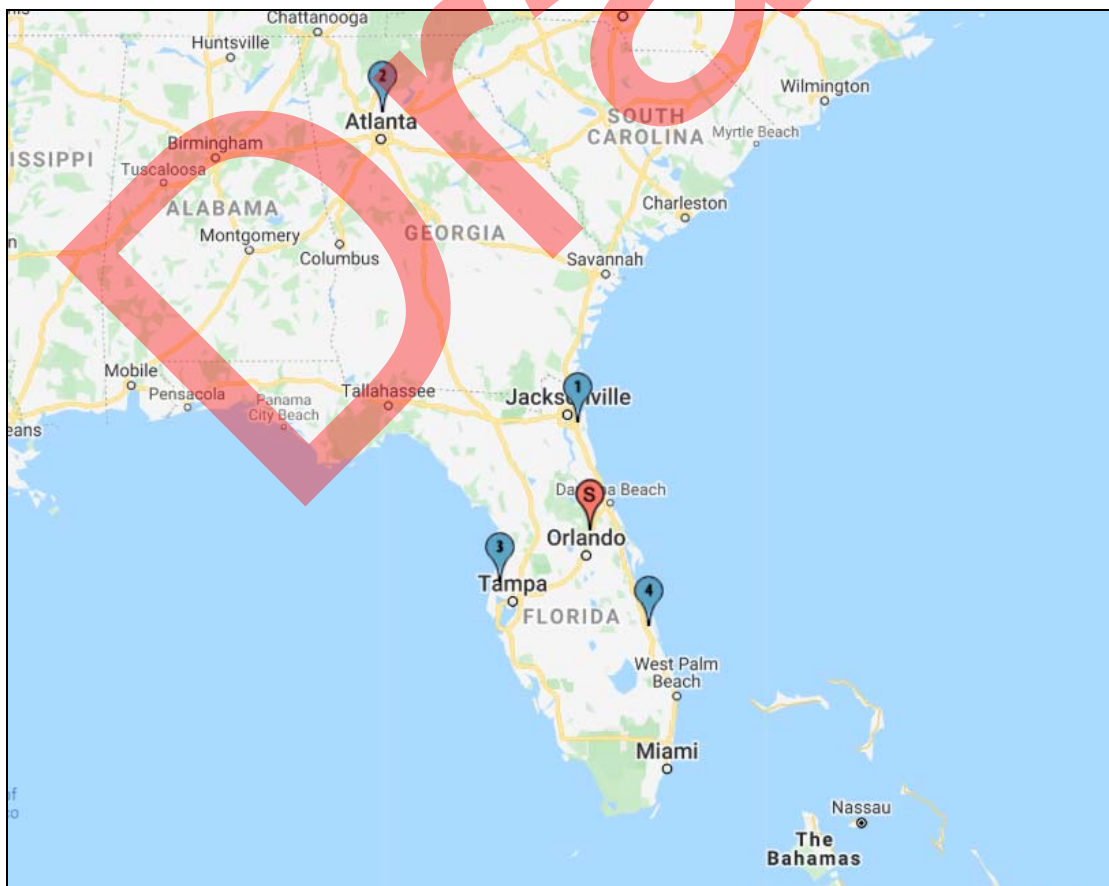 Chattanooga
Huntsville
Wilmington
2
Atlanta
SOUTH
CAROLINA
Myrtle Beach
Birmingham
ISSIPPI
Tuscaloosa
ALABAMA
Charleston
Montgomery
GEORGIA
Columbus
Savannah
Mobile
Pensacola
Panama
City Beach
Tallahassee
1
Jacksonville
eans
Beach
S
Orlando
3
Tampa
4
FLORIDA
West Palm
Beach
Miami
of
co
Nassau
The
Bahamas
Dra